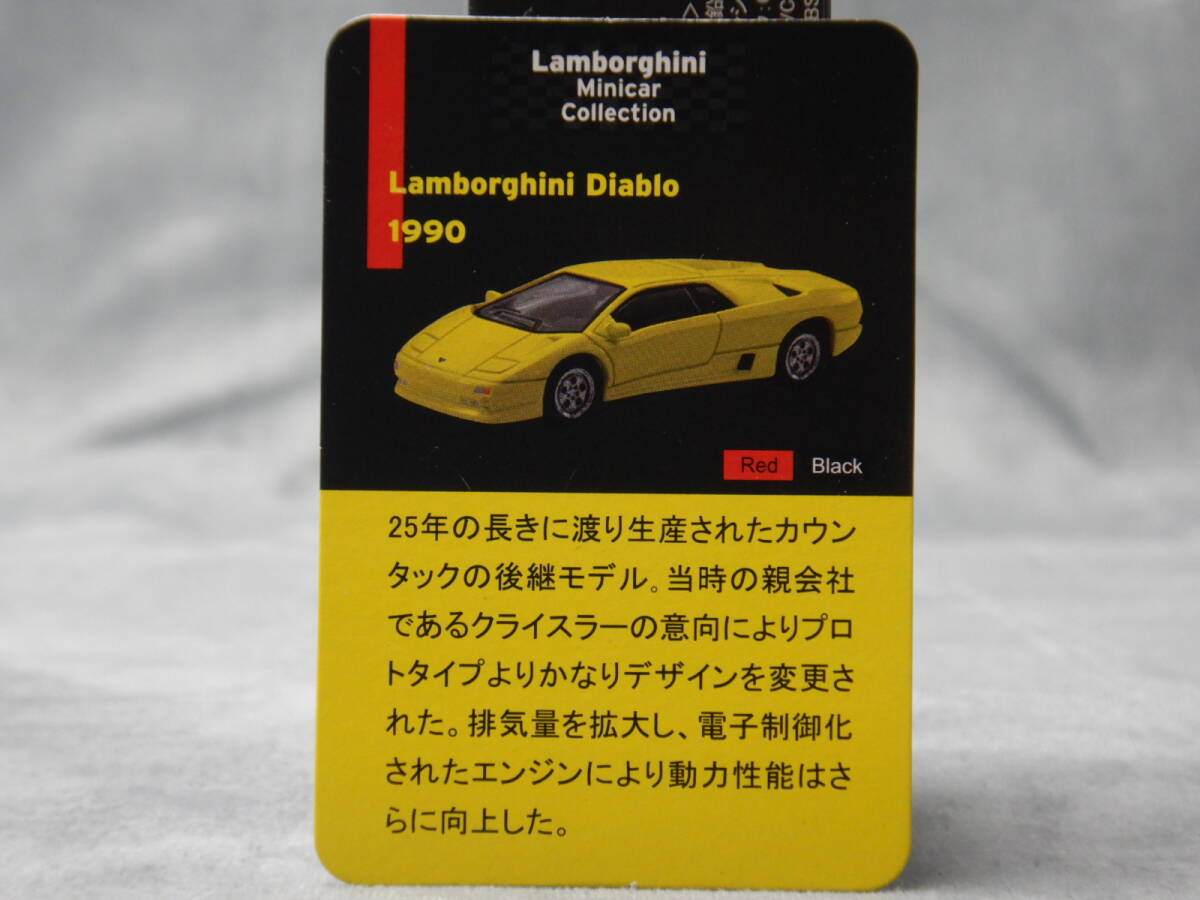 Lamborghini
Minicar
Collection
Lamborghini Diablo
1990
Red Black
25年の長きに渡り生産されたカウン
タックの後継モデル。当時の親会社
であるクライスラーの意向によりプロ
トタイプよりかなりデザインを変更さ
れた。排気量を拡大し、電子制御化
されたエンジンにより動力性能はさ
らに向上した。